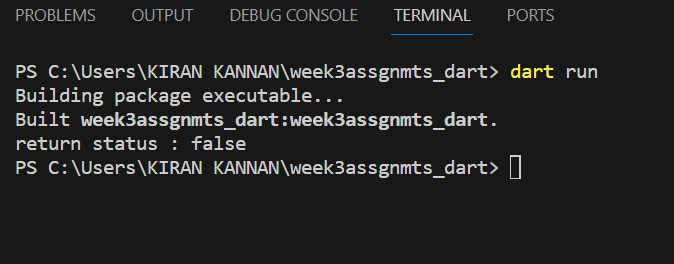 PROBLEMS OUTPUT DEBUG CONSOLE TERMINAL PORTS
PS C:\Users\KIRAN KANNAN\week3assgnmts_dart> dart run
Building package executable...
Built week3assgnmts_dart:week3assgnmts_dart.
return status : false
PS C:\Users\KIRAN KANNAN\week3assgnmts_dart>